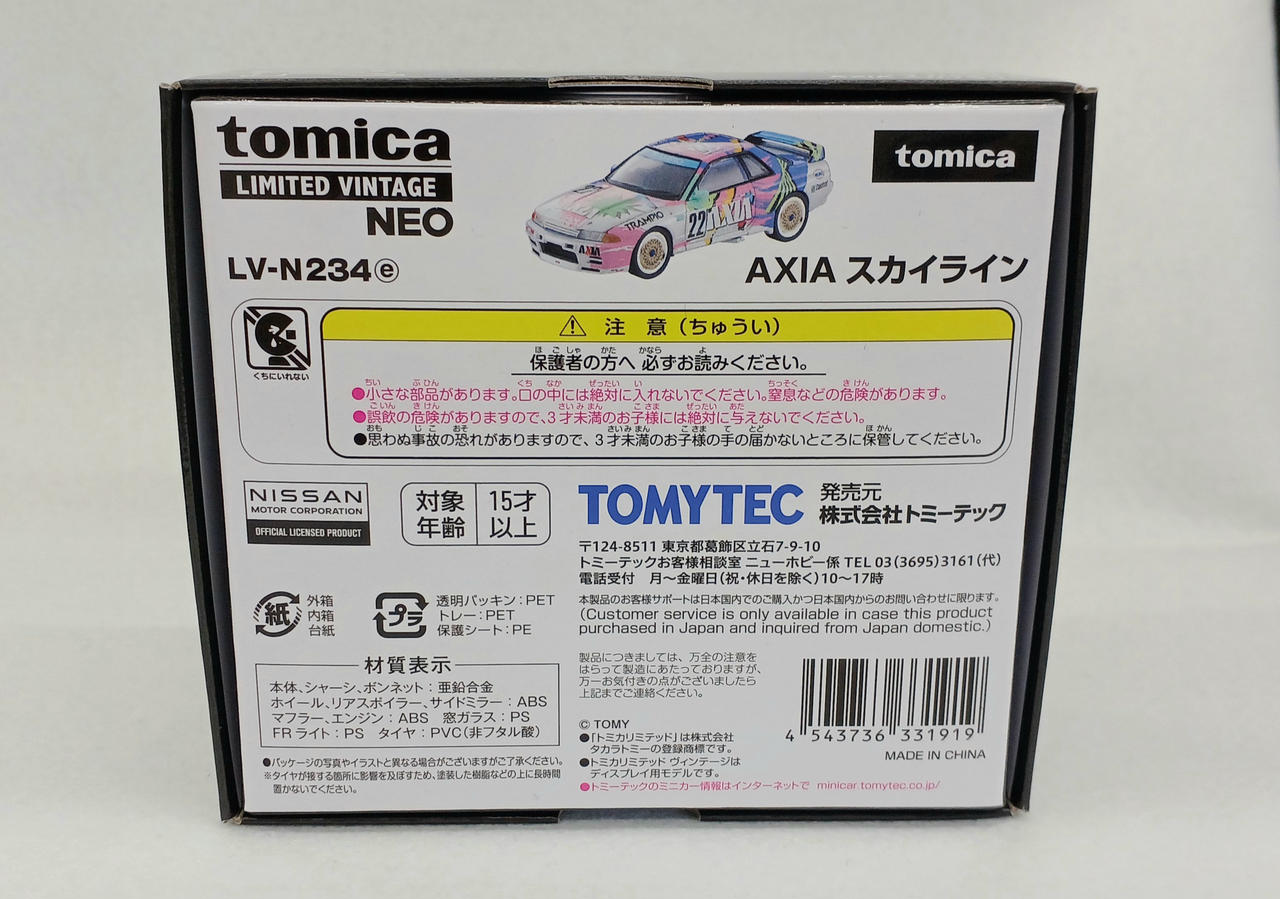 tomica
LIMITED VINTAGE
NEO
LV-N234ⓔ
TRAMPIO
22
AXIA
AXIA
tomica
AXIA スカイライン
くちにいれない
⚠ 注 意（ちゅうい）
保護者の方へ 必ずお読みください。
●小さな部品があります。口の中には絶対に入れないでください。窒息などの危険があります。
●誤飲の危険がありますので、3才未満のお子様には絶対に与えないでください。
●思わぬ事故の恐れがありますので、3才未満のお子様の手の届かないところに保管してください。
NISSAN
MOTOR CORPORATION
OFFICIAL LICENSED PRODUCT
対象年齢
15才以上
TOMYTEC
発売元
株式会社トミーテック
〒124-8511 東京都葛飾区立石7-9-10
トミーテックお客様相談室 ニューホビー係 TEL 03(3695)3161(代)
電話受付 月～金曜日(祝・休日を除く)10～17時
本製品のお客様サポートは日本国内でのご購入かつ日本国内からのお問い合わせに限ります。
(Customer service is only available in case this product
purchased in Japan and inquired from Japan domestic.)
紙
外箱
内箱
台紙
プラ
透明パッキン：PET
トレー：PET
保護シート：PE
材質表示
本体、シャーシ、ボンネット：亜鉛合金
ホイール、リアスポイラー、サイドミラー：ABS
マフラー、エンジン：ABS 窓ガラス：PS
FRライト：PS タイヤ：PVC(非フタル酸)
●パッケージの写真やイラストと異なる場合がございますがご了承ください。
※タイヤが接する箇所に影響を及ぼすため、塗装した樹脂などの上に長時間
置かないでください。
製品につきましては、万全の注意を
はらって製造にあたっておりますが、
万一お気付きの点がございましたら
上記までご連絡ください。
© TOMY
●「トミカリミテッド」は株式会社
タカラトミーの登録商標です。
●トミカリミテッド ヴィンテージは
ディスプレイ用モデルです。
●トミーテックのミニカー情報はインターネットで minicar.tomytec.co.jp/
4 543736 331919
MADE IN CHINA